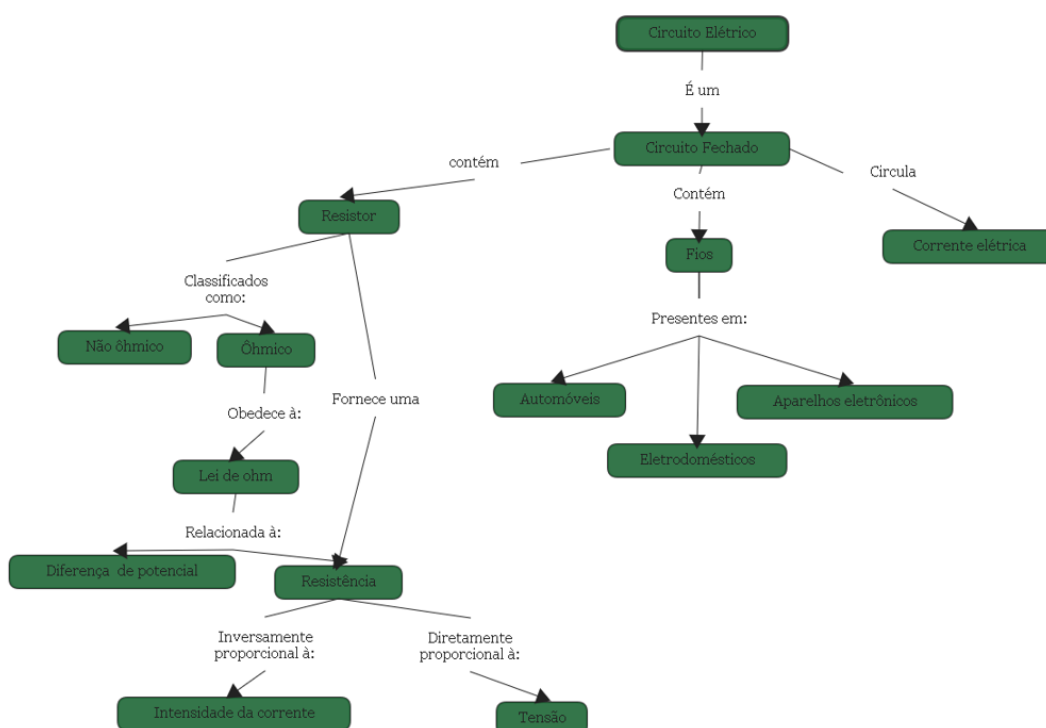 Circuito Elétrico
É um
Circuito Fechado
contém
Contém
Circula
Resistor
Fios
Corrente elétrica
Classificados
como:
Presentes em:
Não ôhmico
Ôhmico
Automóveis
Aparelhos eletrônicos
Obedece à:
Fornece uma
Eletrodomésticos
Lei de ohm
Relacionada à:
Diferença de potencial
Resistência
Inversamente
proporcional à:
Diretamente
proporcional à:
Intensidade da corrente
Tensão